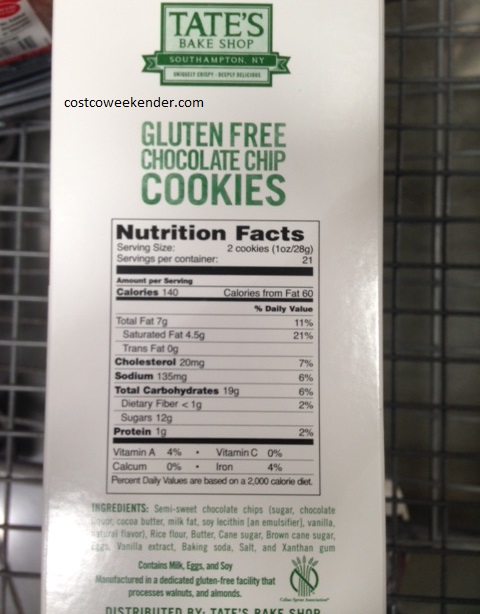 TATE'S
BAKE SHOP
SOUTHAMPTON, NY
UNIQUELY CRISPY · DEEPLY DELICIOUS
costcoweekender.com
GLUTEN FREE
CHOCOLATE CHIP
COOKIES
Nutrition Facts
Serving Size: 2 cookies (1oz/28g)
Servings per container: 21
Amount per Serving
Calories 140 Calories from Fat 60
% Daily Value
Total Fat 7g 11%
Saturated Fat 4.5g 21%
Trans Fat 0g
Cholesterol 20mg 7%
Sodium 135mg 6%
Total Carbohydrates 19g 6%
Dietary Fiber < 1g 2%
Sugars 12g
Protein 1g 2%
Vitamin A 4% • Vitamin C 0%
Calcum 0% • Iron 4%
Percent Daily Values are based on a 2,000 calorie diet.
INGREDIENTS: Semi-sweet chocolate chips (sugar, chocolate
liquor, cocoa butter, milk fat, soy lecithin [an emulsifier], vanilla,
natural flavor), Rice flour, Butter, Cane sugar, Brown cane sugar,
Eggs, Vanilla extract, Baking soda, Salt, and Xanthan gum
Contains Milk, Eggs, and Soy
Manufactured in a dedicated gluten-free facility that
processes walnuts, and almonds.
Celiac Sprue Association
DISTRIBUTED BY: TATE'S BAKE SHOP